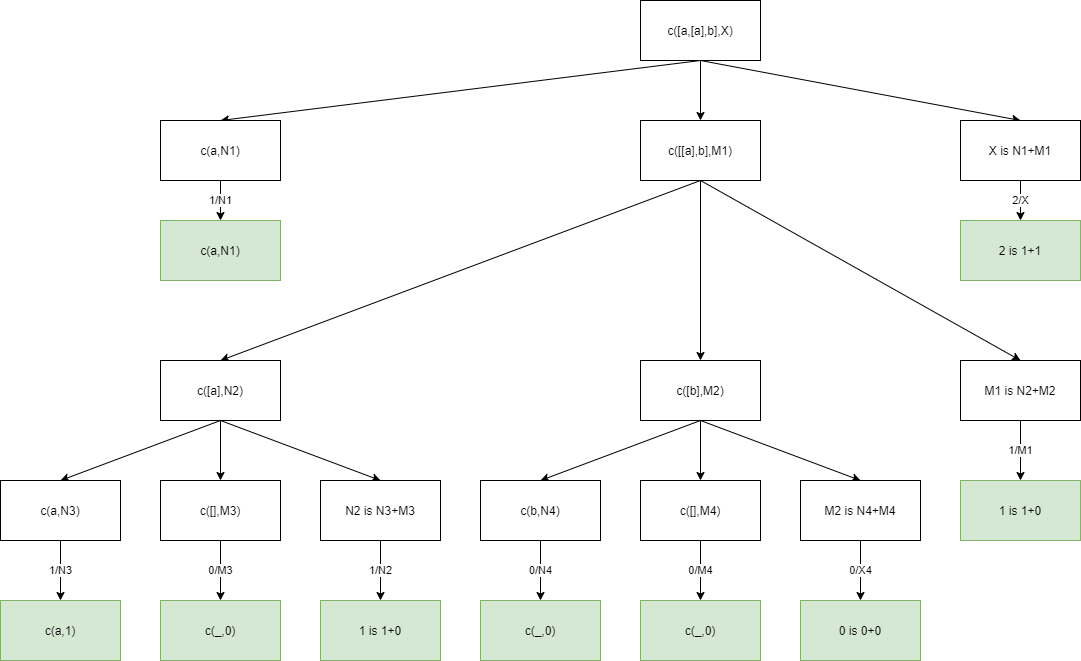 c([a,[a],b],X)
c(a,N1)
c([[a],b],M1)
X is N1+M1
1/N1
2/X
c(a,N1)
2 is 1+1
c([a],N2)
c([b],M2)
M1 is N2+M2
1/M1
c(a,N3)
c([],M3)
N2 is N3+M3
c(b,N4)
c([],M4)
M2 is N4+M4
1 is 1+0
1/N3
0/M3
1/N2
0/N4
0/M4
0/X4
c(a,1)
c(_,0)
1 is 1+0
c(_,0)
c(_,0)
0 is 0+0